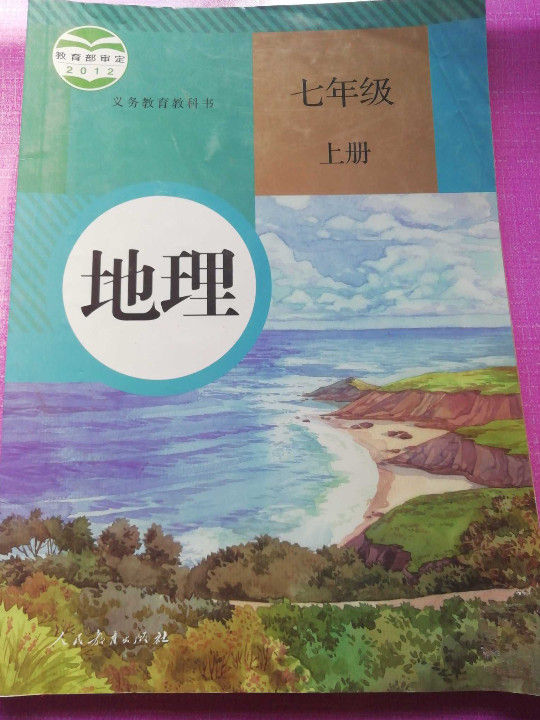 教育部审定
2012
义务教育教科书
七年级
上册
地理
人民教育出版社